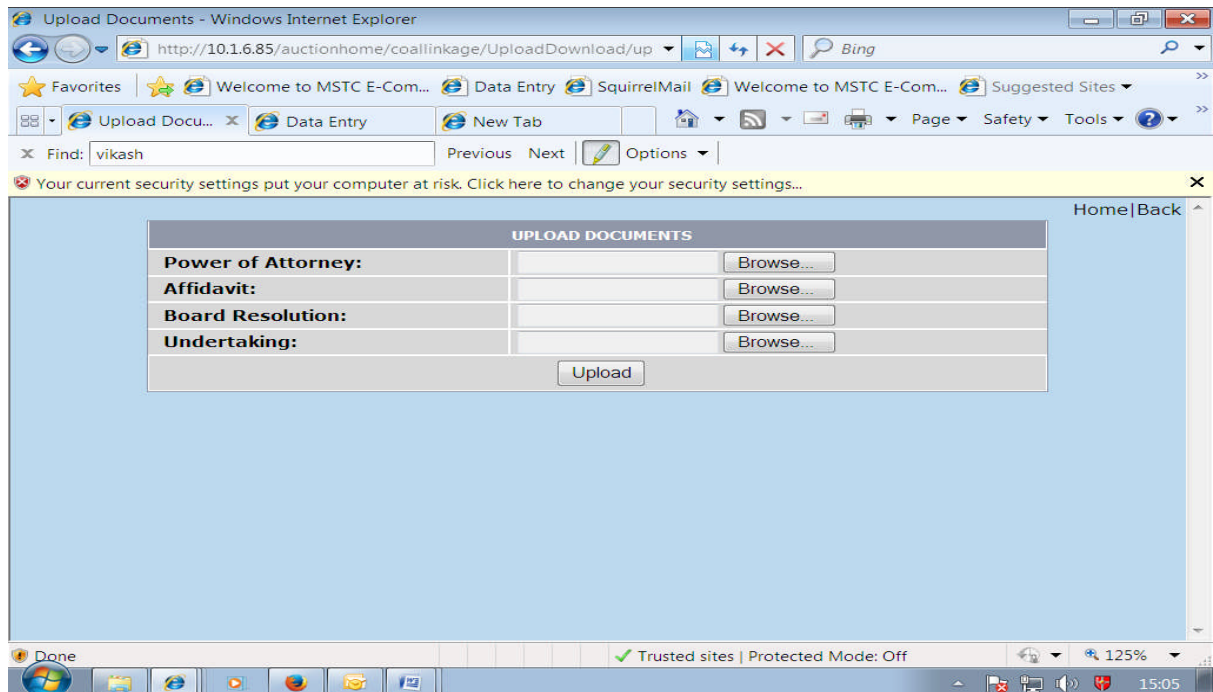 Upload Documents - Windows Internet Explorer
http://10.1.6.85/auctionhome/coallinkage/UploadDownload/up Bing
Favorites Welcome to MSTC E-Com... Data Entry SquirrelMail Welcome to MSTC E-Com... Suggested Sites
Upload Docu... Data Entry New Tab Page Safety Tools
x Find: vikash Previous Next Options
Your current security settings put your computer at risk. Click here to change your security settings...
Home|Back
UPLOAD DOCUMENTS
Power of Attorney: Browse...
Affidavit: Browse...
Board Resolution: Browse...
Undertaking: Browse...
Upload
Done Trusted sites | Protected Mode: Off 125%
15:05